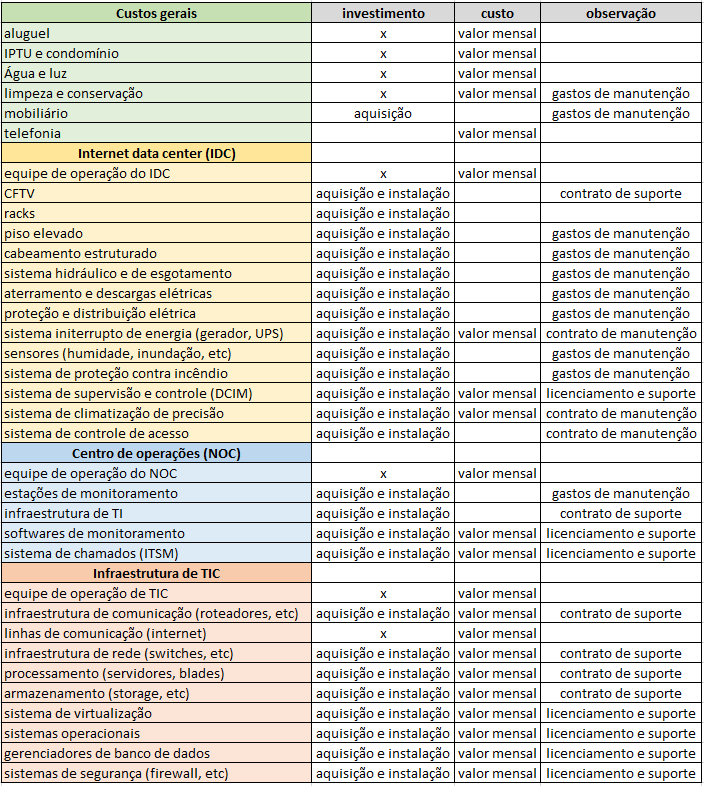 Custos gerais investimento custo observação
aluguel x valor mensal
IPTU e condomínio x valor mensal
Água e luz x valor mensal
limpeza e conservação x valor mensal gastos de manutenção
mobiliário aquisição gastos de manutenção
telefonia valor mensal
Internet data center (IDC)
equipe de operação do IDC x valor mensal
CFTV aquisição e instalação contrato de suporte
racks aquisição e instalação
piso elevado aquisição e instalação gastos de manutenção
cabeamento estruturado aquisição e instalação gastos de manutenção
sistema hidráulico e de esgotamento aquisição e instalação gastos de manutenção
aterramento e descargas elétricas aquisição e instalação gastos de manutenção
proteção e distribuição elétrica aquisição e instalação gastos de manutenção
sistema initerrupto de energia (gerador, UPS) aquisição e instalação valor mensal contrato de manutenção
sensores (humidade, inundação, etc) aquisição e instalação gastos de manutenção
sistema de proteção contra incêndio aquisição e instalação gastos de manutenção
sistema de supervisão e controle (DCIM) aquisição e instalação valor mensal licenciamento e suporte
sistema de climatização de precisão aquisição e instalação valor mensal contrato de manutenção
sistema de controle de acesso aquisição e instalação contrato de manutenção
Centro de operações (NOC)
equipe de operação do NOC x valor mensal
estações de monitoramento aquisição e instalação gastos de manutenção
infraestrutura de TI aquisição e instalação contrato de suporte
softwares de monitoramento aquisição e instalação valor mensal licenciamento e suporte
sistema de chamados (ITSM) aquisição e instalação valor mensal licenciamento e suporte
Infraestrutura de TIC
equipe de operação de TIC x valor mensal
infraestrutura de comunicação (roteadores, etc) aquisição e instalação valor mensal contrato de suporte
linhas de comunicação (internet) x valor mensal
infraestrutura de rede (switches, etc) aquisição e instalação valor mensal contrato de suporte
processamento (servidores, blades) aquisição e instalação valor mensal contrato de suporte
armazenamento (storage, etc) aquisição e instalação valor mensal contrato de suporte
sistema de virtualização aquisição e instalação valor mensal licenciamento e suporte
sistemas operacionais aquisição e instalação valor mensal licenciamento e suporte
gerenciadores de banco de dados aquisição e instalação valor mensal licenciamento e suporte
sistemas de segurança (firewall, etc) aquisição e instalação valor mensal licenciamento e suporte